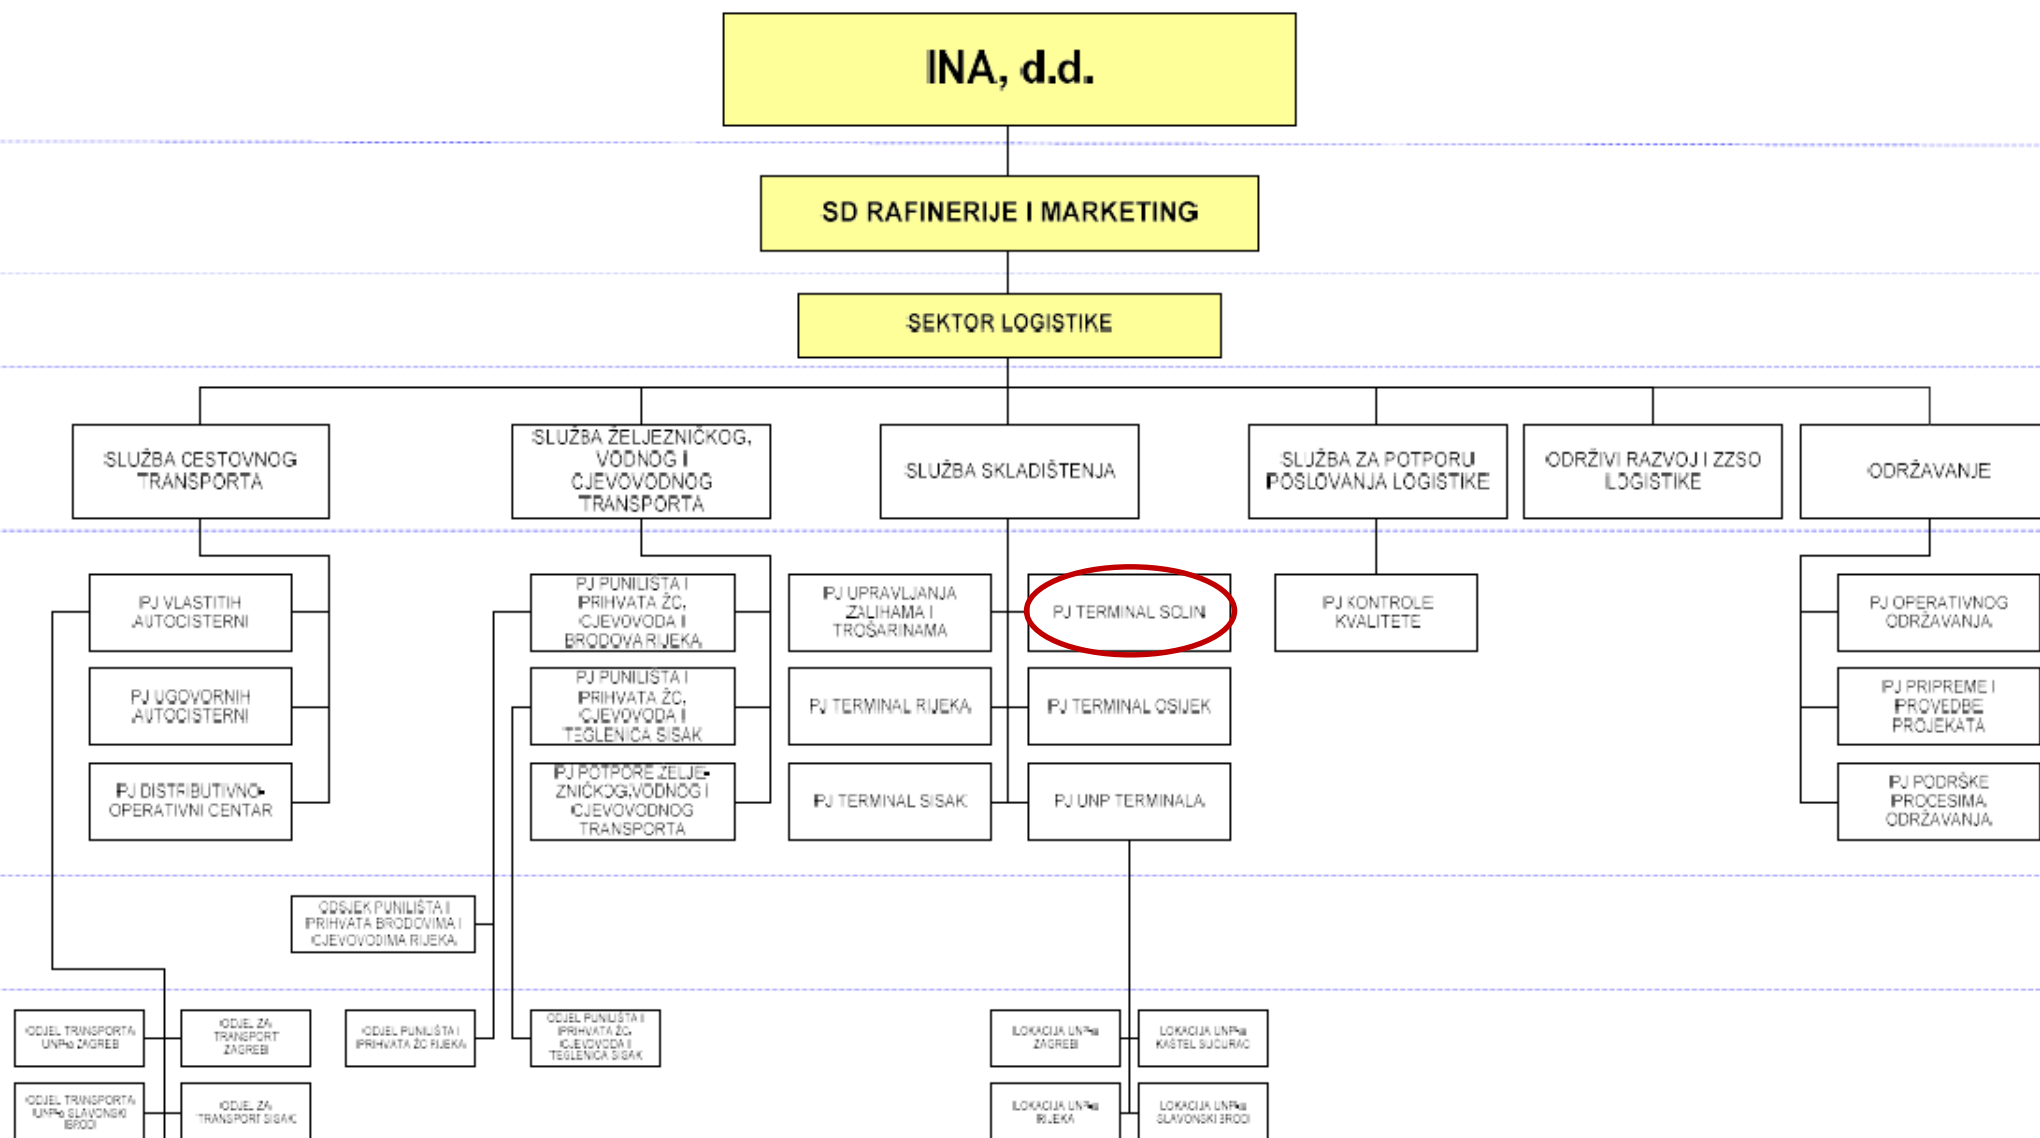 INA, d.d.
SD RAFINERIJE I MARKETING
SEKTOR LOGISTIKE
SLUŽBA CESTOVNOG
TRANSPORTA
SLUŽBA ŽELJEZNIČKOG,
VODNOG I
CJEVOVODNOG
TRANSPORTA
SLUŽBA SKLADIŠTENJA
SLUŽBA ZA POTPORU
POSLOVANJA LOGISTIKE
ODRŽIVI RAZVOJ I ZZSO
LOGISTIKE
ODRŽAVANJE
PJ VLASTITIH
AUTOCISTERNI
PJ UGOVORNIH
AUTOCISTERNI
PJ DISTRIBUTIVNO-
OPERATIVNI CENTAR
PJ PUNILIŠTA I
PRIHVATA ŽC,
CJEVOVODA I
BRODOVA RIJEKA
PJ PUNILIŠTA I
PRIHVATA ŽC,
CJEVOVODA I
TEGLENICA SISAK
PJ POTPORE ŽELJE-
ZNIČKOG,VODNOG I
CJEVOVODNOG
TRANSPORTA
PJ UPRAVLJANJA
ZALIHAMA I
TROŠARINAMA
PJ TERMINAL RIJEKA
PJ TERMINAL SISAK
PJ TERMINAL SOLIN
PJ TERMINAL OSIJEK
PJ UNP TERMINALA
PJ KONTROLE
KVALITETE
PJ OPERATIVNOG
ODRŽAVANJA
PJ PRIPREME I
PROVEDBE
PROJEKATA
PJ PODRŠKE
PROCESIMA
ODRŽAVANJA
ODSJEK PUNILIŠTA I
PRIHVATA BRODOVIMA I
CJEVOVODIMA RIJEKA
ODJEL TRANSPORTA
UNP-a ZAGREB
ODJEL ZA
TRANSPORT
ZAGREB
ODJEL PUNILIŠTA I
PRIHVATA ŽC RIJEKA
ODJEL PUNILIŠTA I
PRIHVATA ŽC,
CJEVOVODA I
TEGLENICA SISAK
LOKACIJA UNP-a
ZAGREB
LOKACIJA UNP-a
KAŠTEL SUĆURAC
ODJEL TRANSPORTA
UNP-a SLAVONSKI
BROD
ODJEL ZA
TRANSPORT SISAK
LOKACIJA UNP-a
RIJEKA
LOKACIJA UNP-a
SLAVONSKI BROD